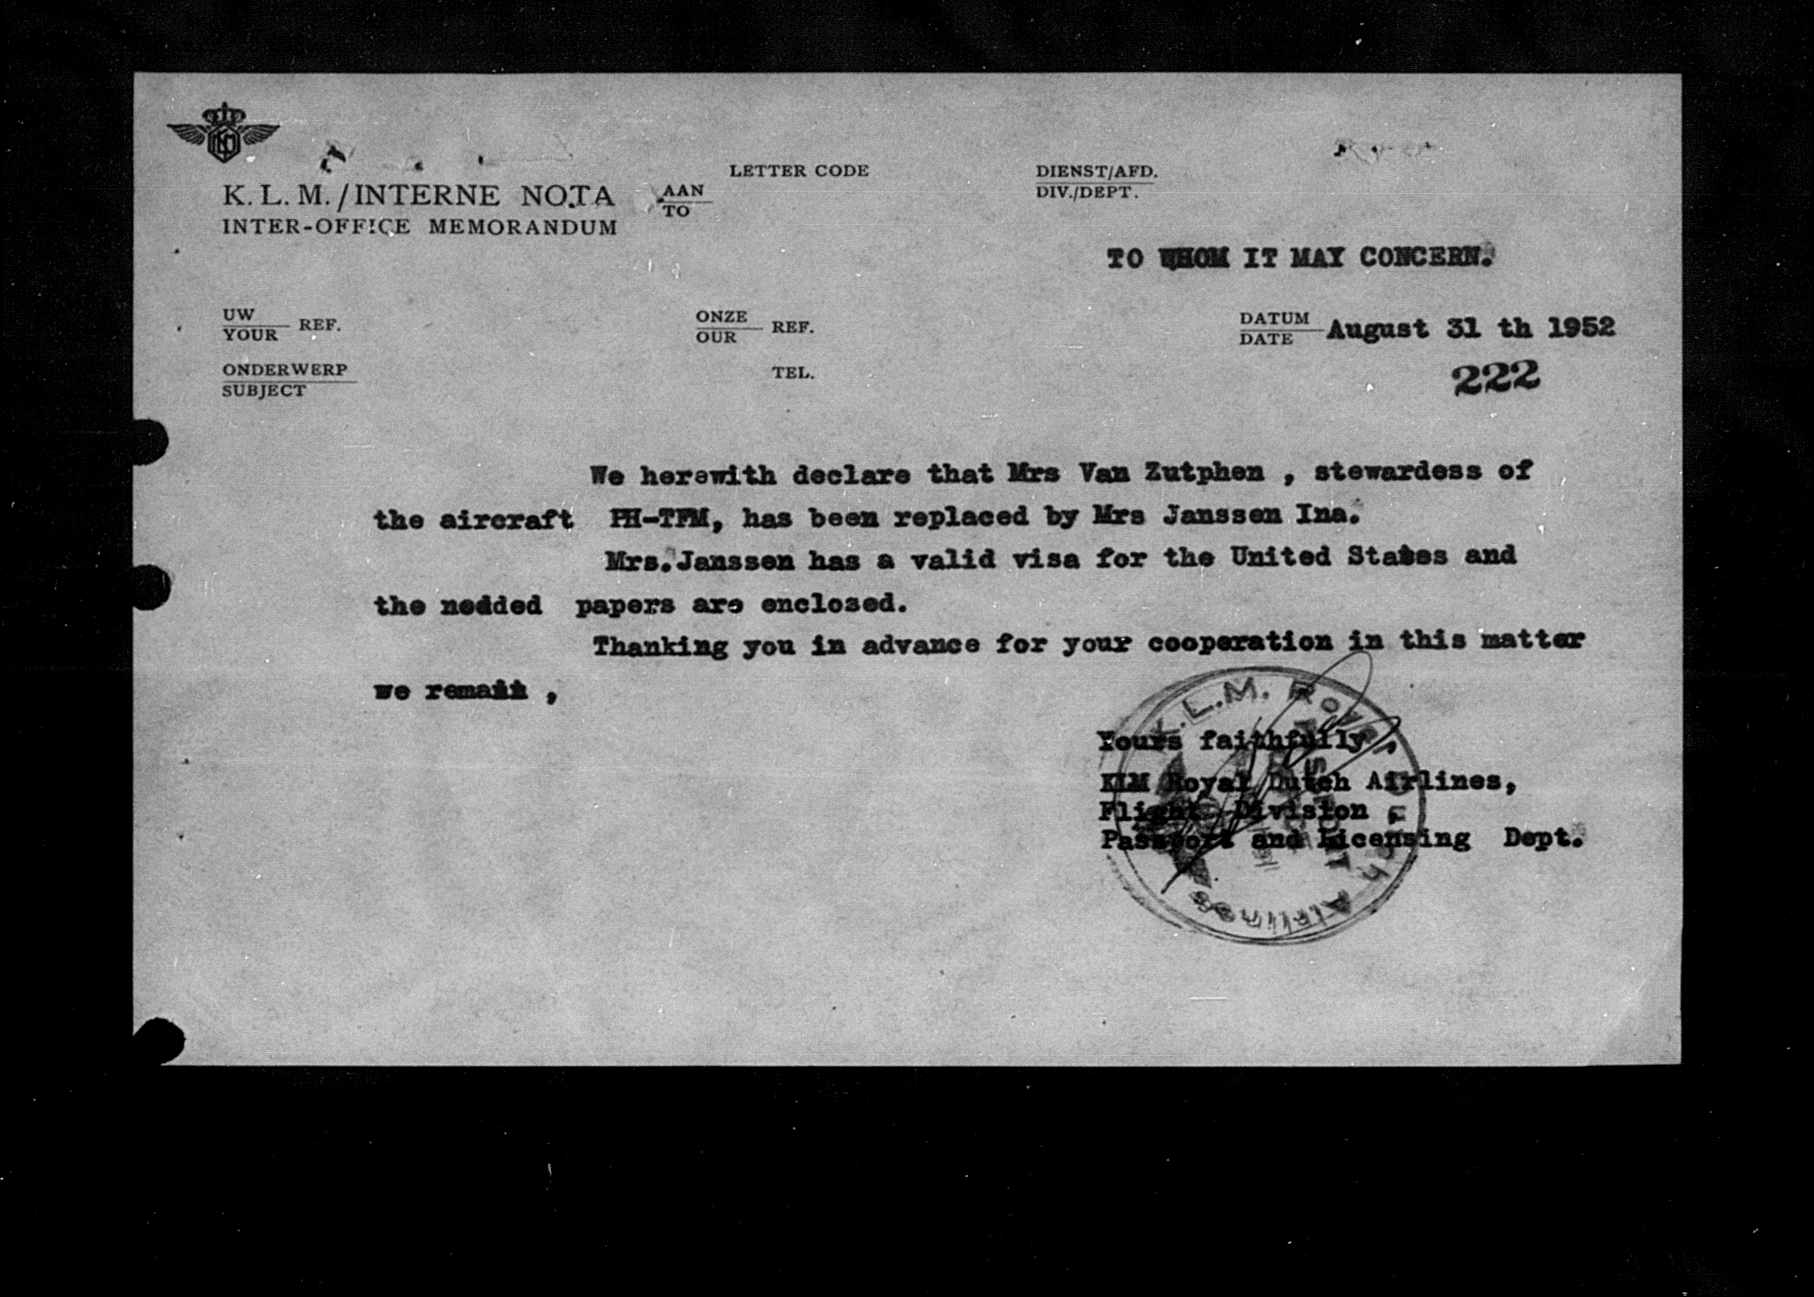 K. L. M. / INTERNE NOTA
INTER-OFFICE MEMORANDUM
AAN
TO
LETTER CODE
DIENST/AFD.
DIV./DEPT.
TO WHOM IT MAY CONCERN.
UW
YOUR REF.
ONZE
OUR REF.
DATUM
DATE August 31 th 1952
ONDERWERP
SUBJECT
TEL.
222
We herewith declare that Mrs Van Zutphen , stewardess of
the aircraft PH-TFM, has been replaced by Mrs Janssen Ina.
Mrs. Janssen has a valid visa for the United States and
the nedded papers are enclosed.
Thanking you in advance for your cooperation in this matter
we remain ,
Yours faithfully ,
KLM Royal Dutch Airlines,
Flight Division ,
Passport and Licensing Dept.
K.L.M. Royal Dutch Airlines